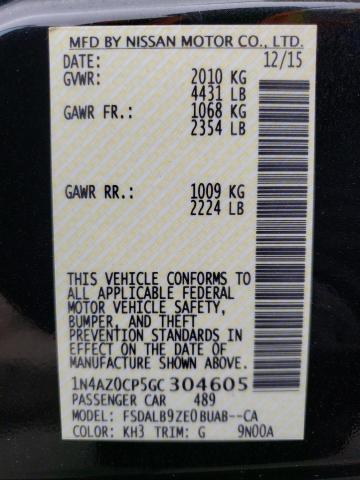 MFD BY NISSAN MOTOR CO., LTD.
DATE: 12/15
GVWR: 2010 KG
4431 LB
GAWR FR.: 1068 KG
2354 LB
GAWR RR.: 1009 KG
2224 LB
THIS VEHICLE CONFORMS TO
ALL APPLICABLE FEDERAL
MOTOR VEHICLE SAFETY,
BUMPER, AND THEFT
PREVENTION STANDARDS IN
EFFECT ON THE DATE OF
MANUFACTURE SHOWN ABOVE.
1N4AZ0CP5GC 304605
PASSENGER CAR 489
MODEL: FSDALB9ZE0BUAB--CA
COLOR: KH3 TRIM: G 9N00A